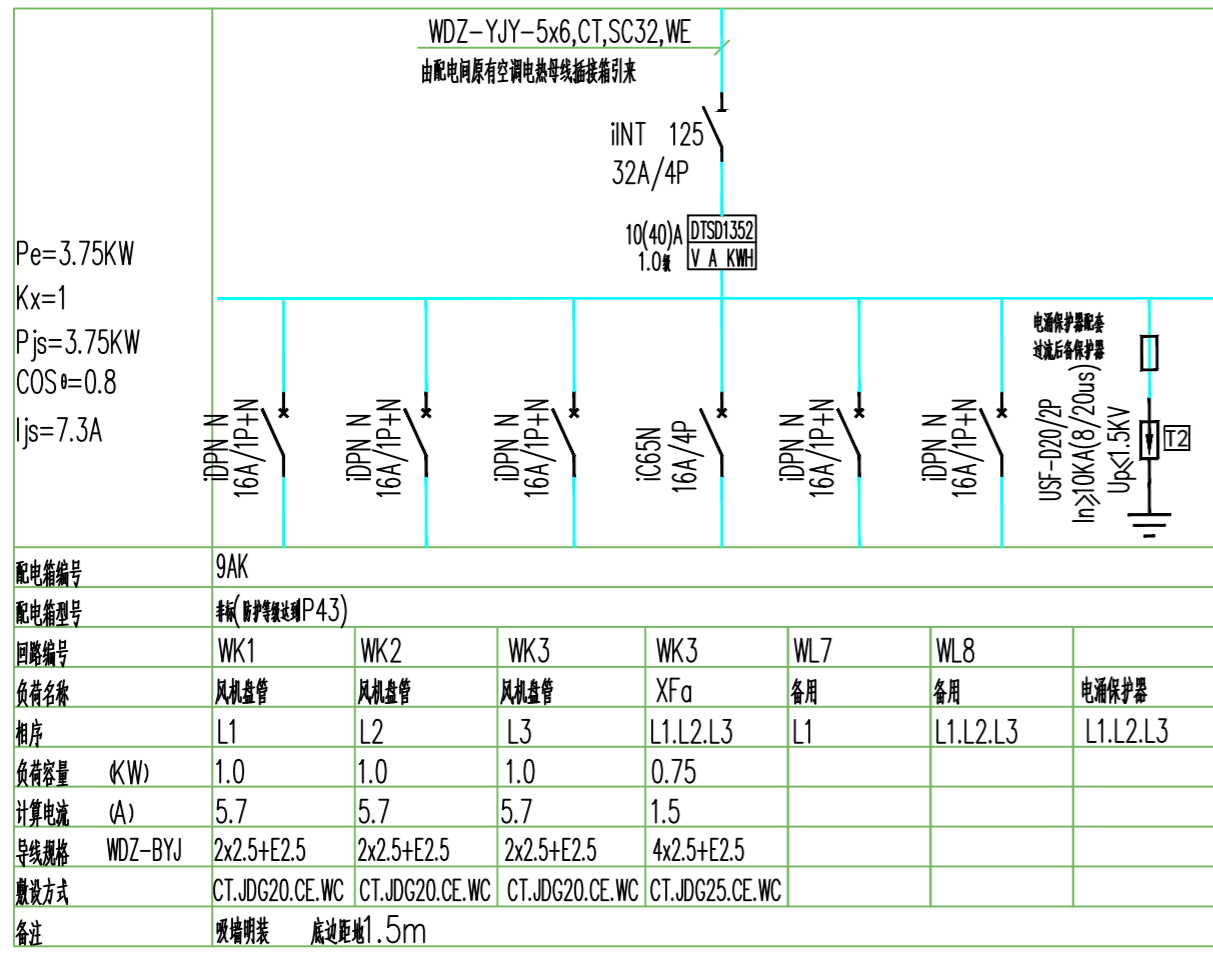 WDZ-YJY-5x6,CT,SC32,WE
由配电间原有空调电热母线插接箱引来
iINT 125
32A/4P
10(40)A DTSD1352
1.0级 V A KWH
Pe=3.75KW
Kx=1
Pjs=3.75KW
COSθ=0.8
Ijs=7.3A
iDPN N
16A/1P+N
iDPN N
16A/1P+N
iDPN N
16A/1P+N
iC65N
16A/4P
iDPN N
16A/1P+N
iDPN N
16A/1P+N
电涌保护器配套
过流后备保护器
USF-D20/2P
In≥10KA(8/20us)
Up≤1.5KV
T2
配电箱编号 9AK
配电箱型号 非标(防护等级达到IP43)
回路编号 WK1 WK2 WK3 WK3 WL7 WL8
负荷名称 风机盘管 风机盘管 风机盘管 XFa 备用 备用 电涌保护器
相序 L1 L2 L3 L1.L2.L3 L1 L1.L2.L3 L1.L2.L3
负荷容量 (KW) 1.0 1.0 1.0 0.75
计算电流 (A) 5.7 5.7 5.7 1.5
导线规格 WDZ-BYJ 2x2.5+E2.5 2x2.5+E2.5 2x2.5+E2.5 4x2.5+E2.5
敷设方式 CT.JDG20.CE.WC CT.JDG20.CE.WC CT.JDG20.CE.WC CT.JDG25.CE.WC
备注 吸墙明装 底边距地1.5m